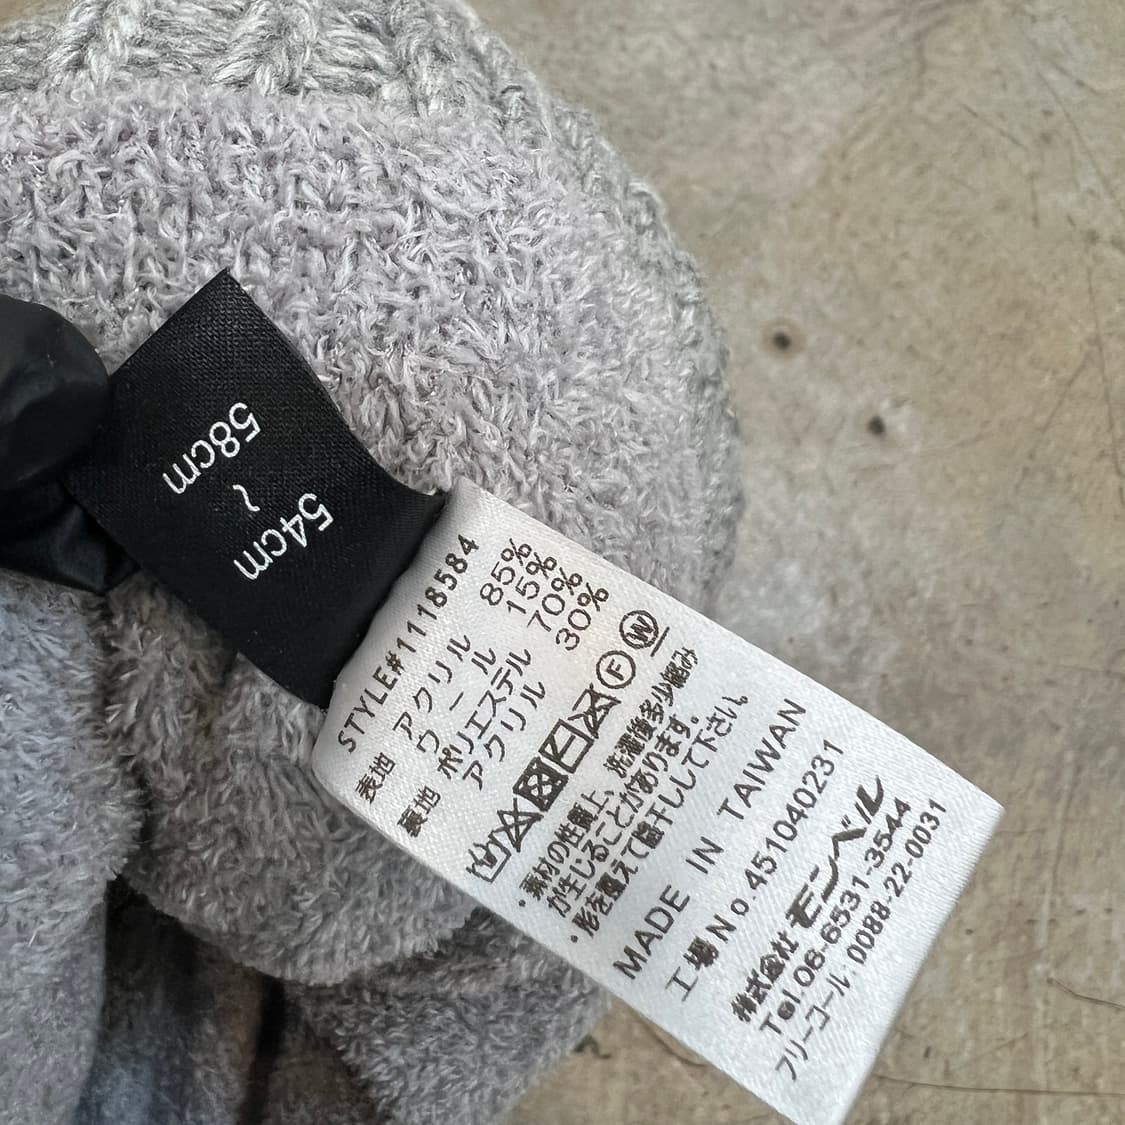 58cm
～
54cm
STYLE#1118584
表地 アクリル 85%
ウール 15%
裏地 ポリエステル 70%
アクリル 30%
F W
・素材の性質上、洗濯後多少縮み
が生じることがあります。
・形を整えて陰干しして下さい。
MADE IN TAIWAN
工場No.451040231
株式会社 モンベル
Tel.06-6531-3544
フリーコール:0088-22-0031